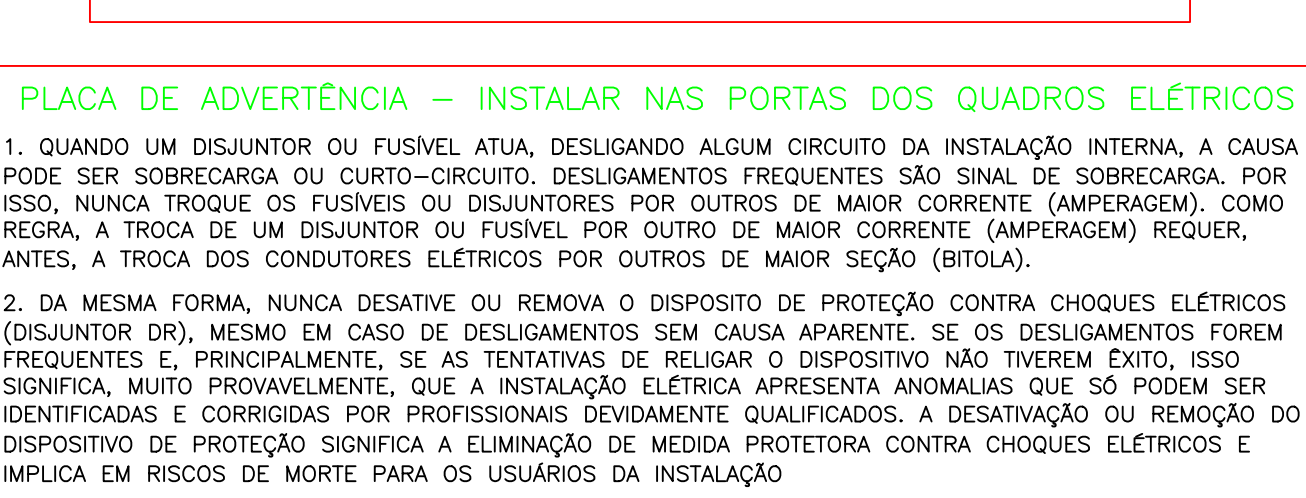 PLACA DE ADVERTÊNCIA – INSTALAR NAS PORTAS DOS QUADROS ELÉTRICOS
1. QUANDO UM DISJUNTOR OU FUSÍVEL ATUA, DESLIGANDO ALGUM CIRCUITO DA INSTALAÇÃO INTERNA, A CAUSA
PODE SER SOBRECARGA OU CURTO–CIRCUITO. DESLIGAMENTOS FREQUENTES SÃO SINAL DE SOBRECARGA. POR
ISSO, NUNCA TROQUE OS FUSÍVEIS OU DISJUNTORES POR OUTROS DE MAIOR CORRENTE (AMPERAGEM). COMO
REGRA, A TROCA DE UM DISJUNTOR OU FUSÍVEL POR OUTRO DE MAIOR CORRENTE (AMPERAGEM) REQUER,
ANTES, A TROCA DOS CONDUTORES ELÉTRICOS POR OUTROS DE MAIOR SEÇÃO (BITOLA).
2. DA MESMA FORMA, NUNCA DESATIVE OU REMOVA O DISPOSITO DE PROTEÇÃO CONTRA CHOQUES ELÉTRICOS
(DISJUNTOR DR), MESMO EM CASO DE DESLIGAMENTOS SEM CAUSA APARENTE. SE OS DESLIGAMENTOS FOREM
FREQUENTES E, PRINCIPALMENTE, SE AS TENTATIVAS DE RELIGAR O DISPOSITIVO NÃO TIVEREM ÊXITO, ISSO
SIGNIFICA, MUITO PROVAVELMENTE, QUE A INSTALAÇÃO ELÉTRICA APRESENTA ANOMALIAS QUE SÓ PODEM SER
IDENTIFICADAS E CORRIGIDAS POR PROFISSIONAIS DEVIDAMENTE QUALIFICADOS. A DESATIVAÇÃO OU REMOÇÃO DO
DISPOSITIVO DE PROTEÇÃO SIGNIFICA A ELIMINAÇÃO DE MEDIDA PROTETORA CONTRA CHOQUES ELÉTRICOS E
IMPLICA EM RISCOS DE MORTE PARA OS USUÁRIOS DA INSTALAÇÃO